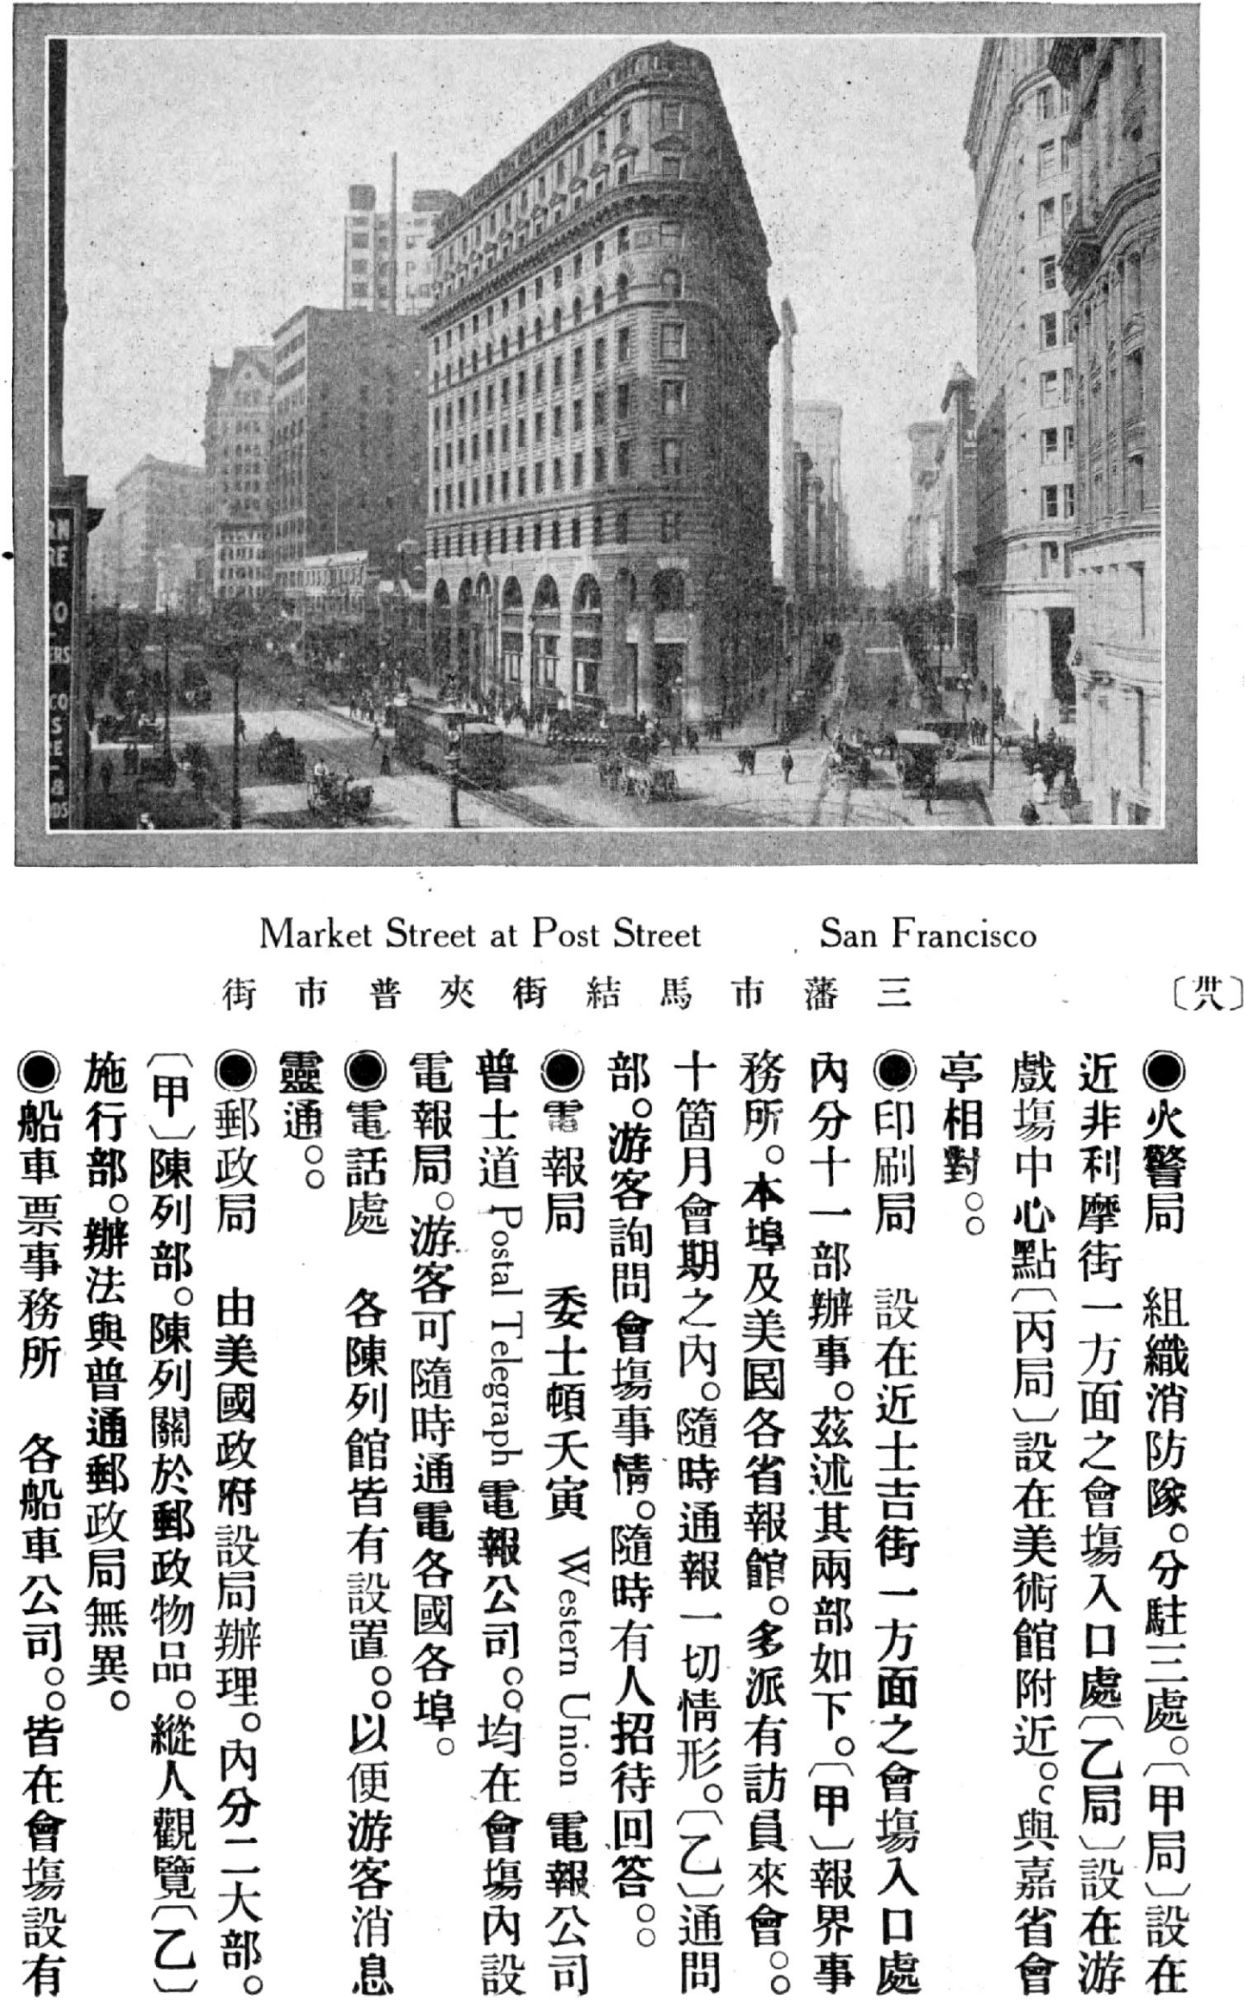 RE
O
ERS
CO
S
RE
&
DS
Market Street at Post Street San Francisco
三藩市馬結街夾普市街
〔〕
●火警局 組織消防隊。分駐三處。〔甲局〕設在
近非利摩街一方面之會塲入口處〔乙局〕設在游
戲塲中心點〔丙局〕設在美術館附近。與嘉省會
亭相對。○
●印刷局 設在近士吉街一方面之會塲入口處
內分十一部辦事。茲述其兩部如下。〔甲〕報界事
務所。本埠及美國各省報館。多派有訪員來會。○
十箇月會期之內。隨時通報一切情形。〔乙〕通問
部。游客詢問會塲事情。隨時有人招待回答○○
●電報局 委士頓天寅 Western Union 電報公司
普士道 Postal Telegraph 電報公司○○均在會塲內設
電報局。游客可隨時通電各國各埠。
●電話處 各陳列館皆有設置。○以便游客消息
靈通○○
●郵政局 由美國政府設局辦理。內分二大部。
〔甲〕陳列部。陳列關於郵政物品。縱人觀覽〔乙〕
施行部。辦法與普通郵政局無異。
●船車票事務所 各船車公司○○皆在會塲設有